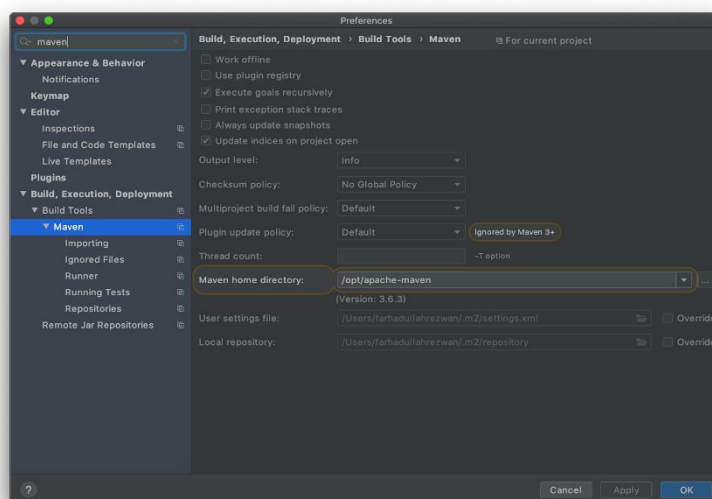 Preferences
maven
Appearance & Behavior
Notifications
Keymap
Editor
Inspections
File and Code Templates
Live Templates
Plugins
Build, Execution, Deployment
Build Tools
Maven
Importing
Ignored Files
Runner
Running Tests
Repositories
Remote Jar Repositories
Build, Execution, Deployment › Build Tools › Maven For current project
Work offline
Use plugin registry
Execute goals recursively
Print exception stack traces
Always update snapshots
Update indices on project open
Output level: Info
Checksum policy: No Global Policy
Multiproject build fail policy: Default
Plugin update policy: Default Ignored by Maven 3+
Thread count: -T option
Maven home directory: /opt/apache-maven ...
(Version: 3.6.3)
User settings file: /Users/farhadullahrezwan/.m2/settings.xml Override
Local repository: /Users/farhadullahrezwan/.m2/repository Override
? Cancel Apply OK